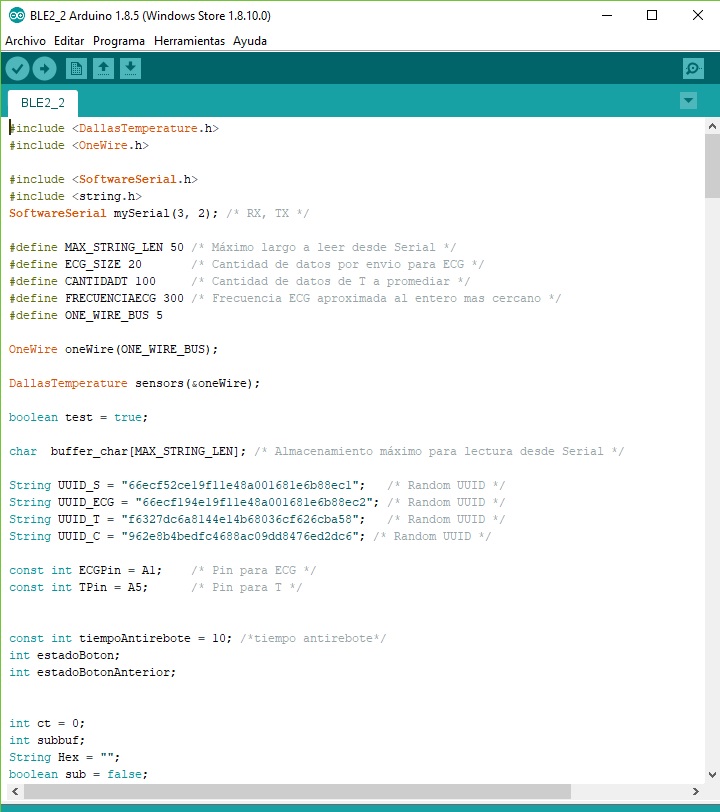 BLE2_2 Arduino 1.8.5 (Windows Store 1.8.10.0)
Archivo Editar Programa Herramientas Ayuda
BLE2_2
#include <DallasTemperature.h>
#include <OneWire.h>
#include <SoftwareSerial.h>
#include <string.h>
SoftwareSerial mySerial(3, 2); /* RX, TX */
#define MAX_STRING_LEN 50 /* Máximo largo a leer desde Serial */
#define ECG_SIZE 20 /* Cantidad de datos por envio para ECG */
#define CANTIDADT 100 /* Cantidad de datos de T a promediar */
#define FRECUENCIAECG 300 /* Frecuencia ECG aproximada al entero mas cercano */
#define ONE_WIRE_BUS 5
OneWire oneWire(ONE_WIRE_BUS);
DallasTemperature sensors(&oneWire);
boolean test = true;
char  buffer_char[MAX_STRING_LEN]; /* Almacenamiento máximo para lectura desde Serial */
String UUID_S = "66ecf52ce19f11e48a001681e6b88ec1"; /* Random UUID */
String UUID_ECG = "66ecf194e19f11e48a001681e6b88ec2"; /* Random UUID */
String UUID_T = "f6327dc6a8144e14b68036cf626cba58"; /* Random UUID */
String UUID_C = "962e8b4bedfc4688ac09dd8476ed2dc6"; /* Random UUID */
const int ECGPin = A1; /* Pin para ECG */
const int TPin = A5; /* Pin para T */
const int tiempoAntirebote = 10; /*tiempo antirebote*/
int estadoBoton;
int estadoBotonAnterior;
int ct = 0;
int subbuf;
String Hex = "";
boolean sub = false;